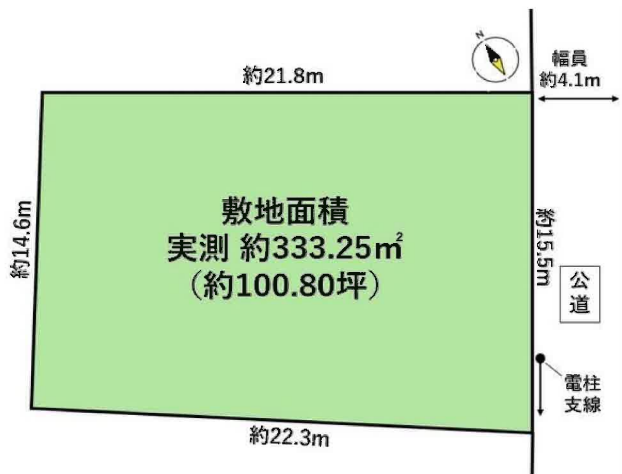 N
約21.8m
幅員
約4.1m
約14.6m
敷地面積
実測 約333.25㎡
（約100.80坪）
約15.5m
公
道
電柱
支線
約22.3m